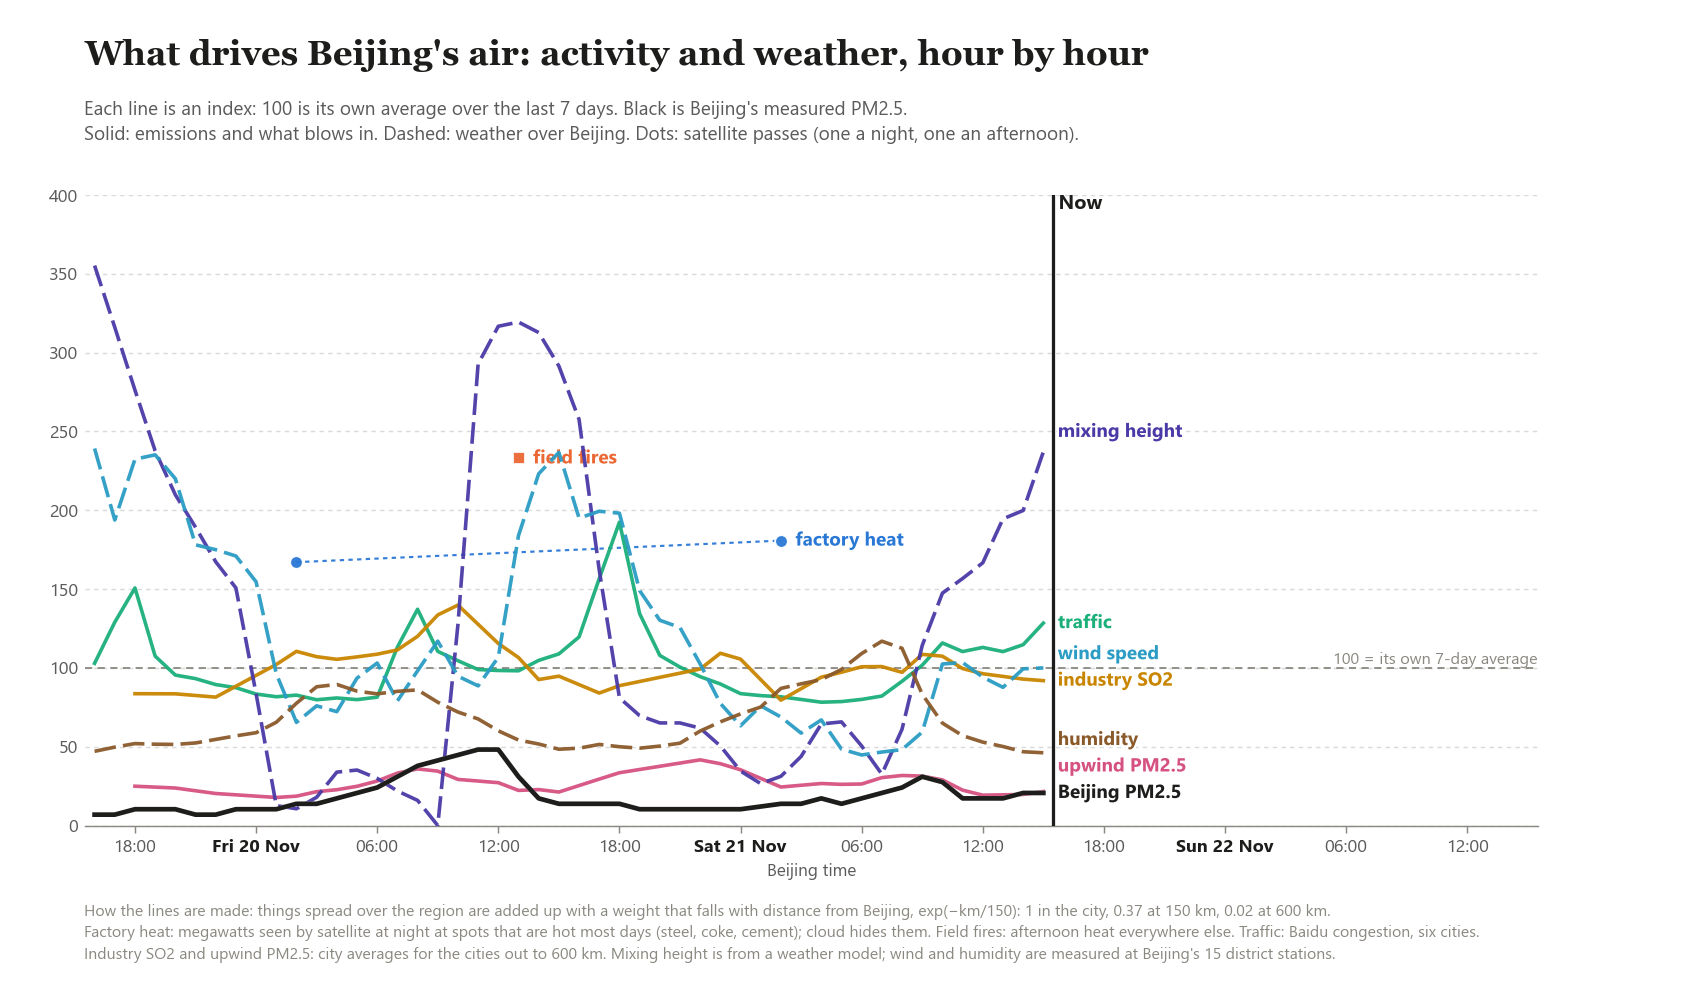 What drives Beijing's air: activity and weather, hour by hour
Each line is an index: 100 is its own average over the last 7 days. Black is Beijing's measured PM2.5.
Solid: emissions and what blows in. Dashed: weather over Beijing. Dots: satellite passes (one a night, one an afternoon).
400
Now
350
300
250
mixing height
field fires
200
factory heat
150
traffic
wind speed
100 = its own 7-day average
100
industry SO2
50
humidity
upwind PM2.5
Beijing PM2.5
0
18:00
Fri 20 Nov
06:00
12:00
18:00
Sat 21 Nov
06:00
12:00
18:00
Sun 22 Nov
06:00
12:00
Beijing time
How the lines are made: things spread over the region are added up with a weight that falls with distance from Beijing, exp(−km/150): 1 in the city, 0.37 at 150 km, 0.02 at 600 km.
Factory heat: megawatts seen by satellite at night at spots that are hot most days (steel, coke, cement); cloud hides them. Field fires: afternoon heat everywhere else. Traffic: Baidu congestion, six cities.
Industry SO2 and upwind PM2.5: city averages for the cities out to 600 km. Mixing height is from a weather model; wind and humidity are measured at Beijing's 15 district stations.